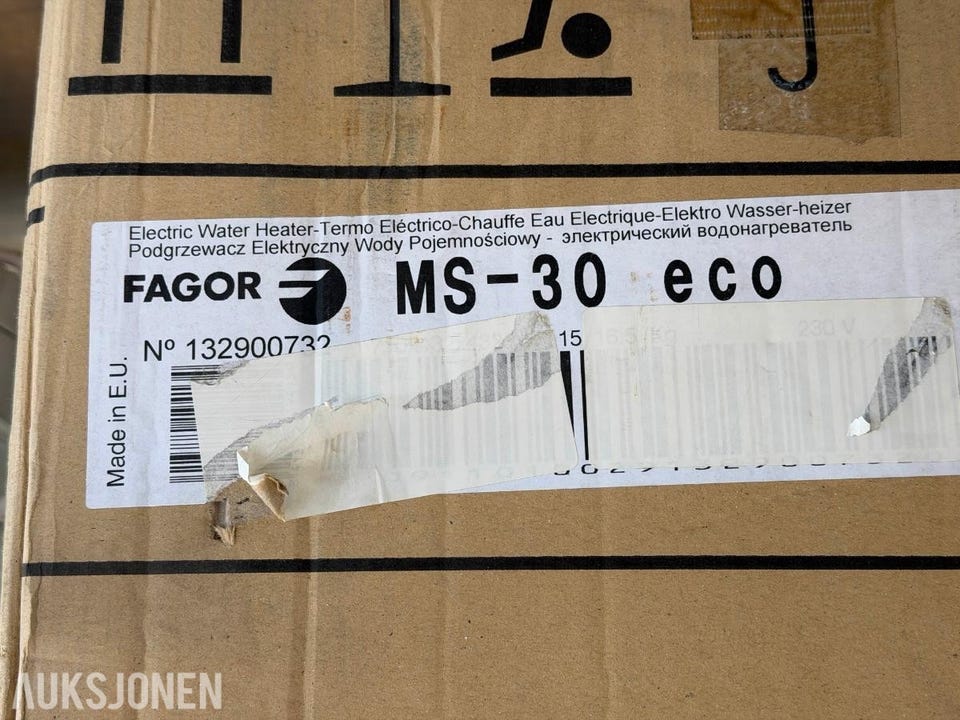 Electric Water Heater-Termo Eléctrico-Chauffe Eau Electrique-Elektro Wasser-heizer
Podgrzewacz Elektryczny Wody Pojemnościowy - электрический водонагреватель
FAGOR MS-30 eco
Nº 132900732
15
230 V
Made in E.U.
AUKSJONEN